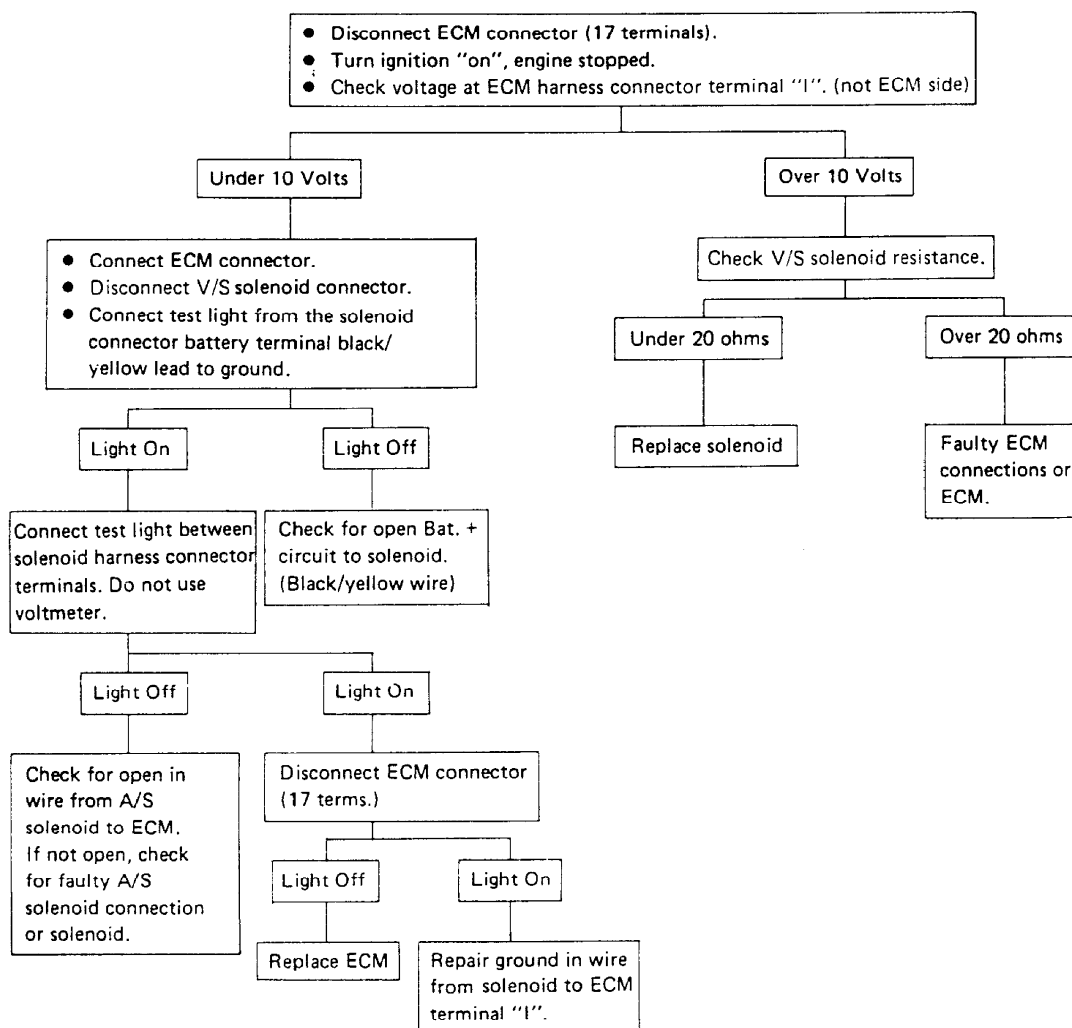 ● Disconnect ECM connector (17 terminals).
● Turn ignition "on", engine stopped.
● Check voltage at ECM harness connector terminal "I". (not ECM side)
Under 10 Volts
Over 10 Volts
● Connect ECM connector.
● Disconnect V/S solenoid connector.
● Connect test light from the solenoid
connector battery terminal black/
yellow lead to ground.
Check V/S solenoid resistance.
Under 20 ohms
Over 20 ohms
Replace solenoid
Faulty ECM
connections or
ECM.
Light On
Light Off
Connect test light between
solenoid harness connector
terminals. Do not use
voltmeter.
Check for open Bat. +
circuit to solenoid.
(Black/yellow wire)
Light Off
Light On
Check for open in
wire from A/S
solenoid to ECM.
If not open, check
for faulty A/S
solenoid connection
or solenoid.
Disconnect ECM connector
(17 terms.)
Light Off
Light On
Replace ECM
Repair ground in wire
from solenoid to ECM
terminal "I".